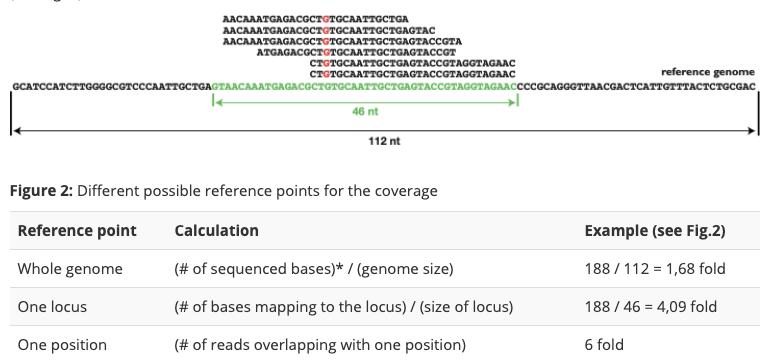 AACAAATGAGACGCTGTGCAATTGCTGA
AACAAATGAGACGCTGTGCAATTGCTGAGTAC
AACAAATGAGACGCTGTGCAATTGCTGAGTACCGTA
ATGAGACGCTGTGCAATTGCTGAGTACCGT
CTGTGCAATTGCTGAGTACCGTAGGTAGAAC
CTGTGCAATTGCTGAGTACCGTAGGTAGAAC
reference genome
GCATCCATCTTGGGGCGTCCCAATTGCTGAGTAACAAATGAGACGCTGTGCAATTGCTGAGTACCGTAGGTAGAACCCCGCAGGGTTAACGACTCATTGTTTACTCTGCGAC
46 nt
112 nt
Figure 2: Different possible reference points for the coverage
Reference point Calculation Example (see Fig.2)
Whole genome (# of sequenced bases)* / (genome size) 188 / 112 = 1,68 fold
One locus (# of bases mapping to the locus) / (size of locus) 188 / 46 = 4,09 fold
One position (# of reads overlapping with one position) 6 fold